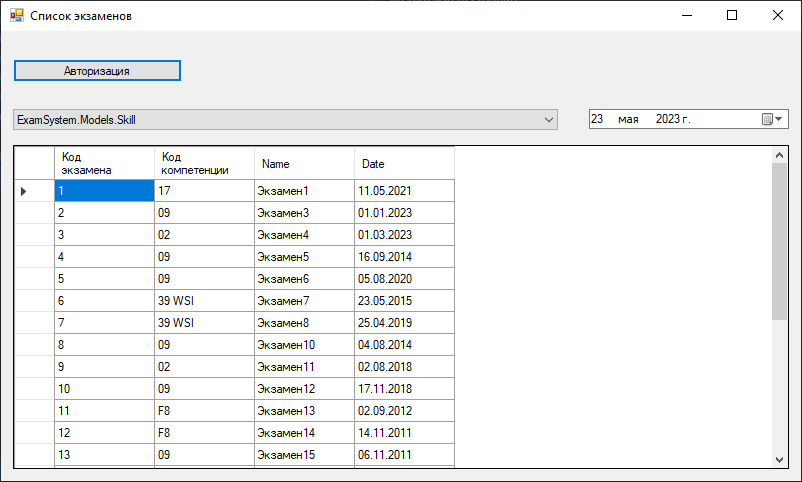 Список экзаменов
Авторизация
ExamSystem.Models.Skill
23 мая 2023 г.
Код экзамена Код компетенции Name Date
1 17 Экзамен1 11.05.2021
2 09 Экзамен3 01.01.2023
3 02 Экзамен4 01.03.2023
4 09 Экзамен5 16.09.2014
5 09 Экзамен6 05.08.2020
6 39 WSI Экзамен7 23.05.2015
7 39 WSI Экзамен8 25.04.2019
8 09 Экзамен10 04.08.2014
9 02 Экзамен11 02.08.2018
10 09 Экзамен12 17.11.2018
11 F8 Экзамен13 02.09.2012
12 F8 Экзамен14 14.11.2011
13 09 Экзамен15 06.11.2011